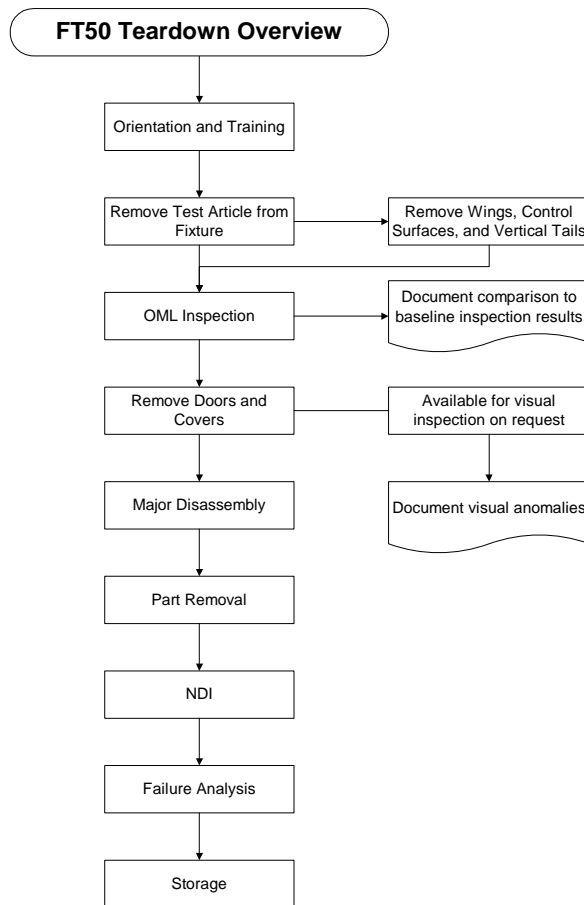 FT50 Teardown Overview
Orientation and Training
Remove Test Article from
Fixture
Remove Wings, Control
Surfaces, and Vertical Tails
OML Inspection
Document comparison to
baseline inspection results
Remove Doors and
Covers
Available for visual
inspection on request
Major Disassembly
Document visual anomalies
Part Removal
NDI
Failure Analysis
Storage